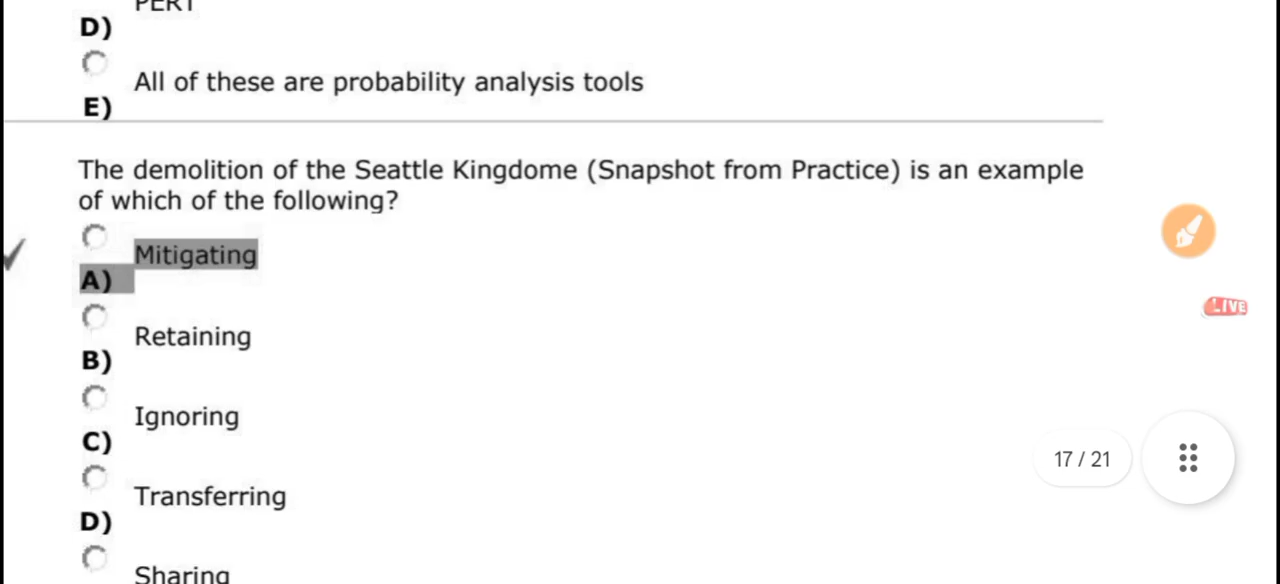 PERT
D)
All of these are probability analysis tools
E)
The demolition of the Seattle Kingdome (Snapshot from Practice) is an example
of which of the following?
Mitigating
A)
Retaining
B)
Ignoring
C)
Transferring
D)
Sharing
LIVE
17 / 21